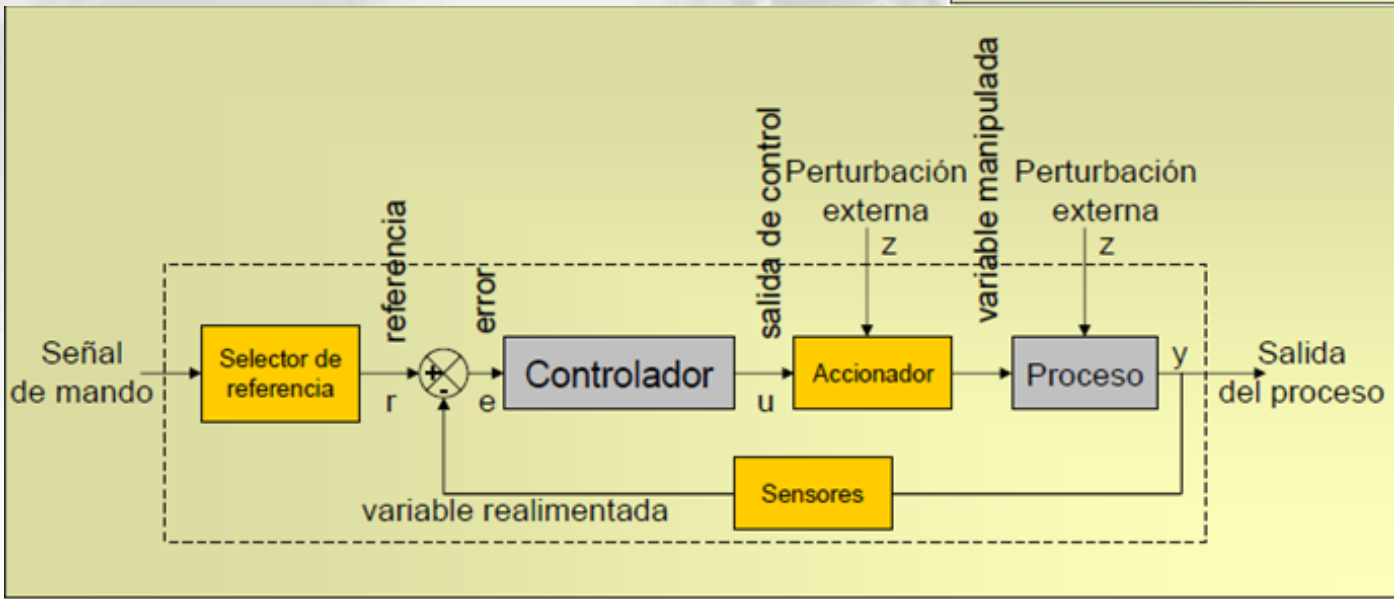 Señal
de mando
Selector de
referencia
referencia
r
+
-
error
e
Controlador
salida de control
u
Perturbación
externa
z
Accionador
variable manipulada
Perturbación
externa
z
Proceso
y
Salida
del proceso
Sensores
variable realimentada